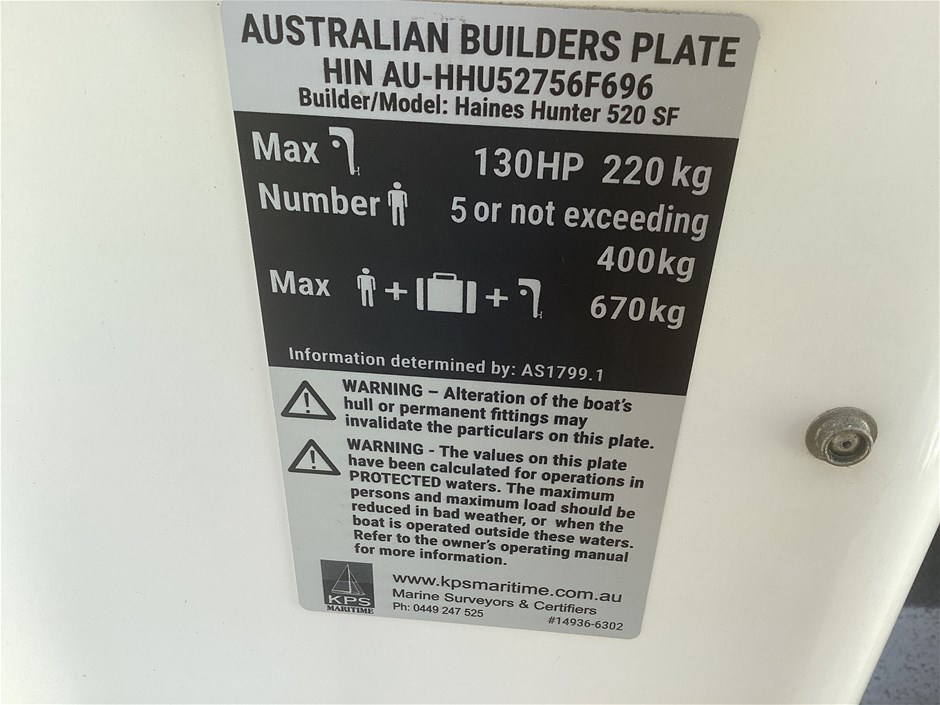 AUSTRALIAN BUILDERS PLATE
HIN AU-HHU52756F696
Builder/Model: Haines Hunter 520 SF
Max 130HP 220 kg
Number 5 or not exceeding
400kg
Max + + 670kg
Information determined by: AS1799.1
WARNING – Alteration of the boat's
hull or permanent fittings may
invalidate the particulars on this plate.
WARNING - The values on this plate
have been calculated for operations in
PROTECTED waters. The maximum
persons and maximum load should be
reduced in bad weather, or when the
boat is operated outside these waters.
Refer to the owner's operating manual
for more information.
KPS
MARITIME
www.kpsmaritime.com.au
Marine Surveyors & Certifiers
Ph: 0449 247 525 #14936-6302